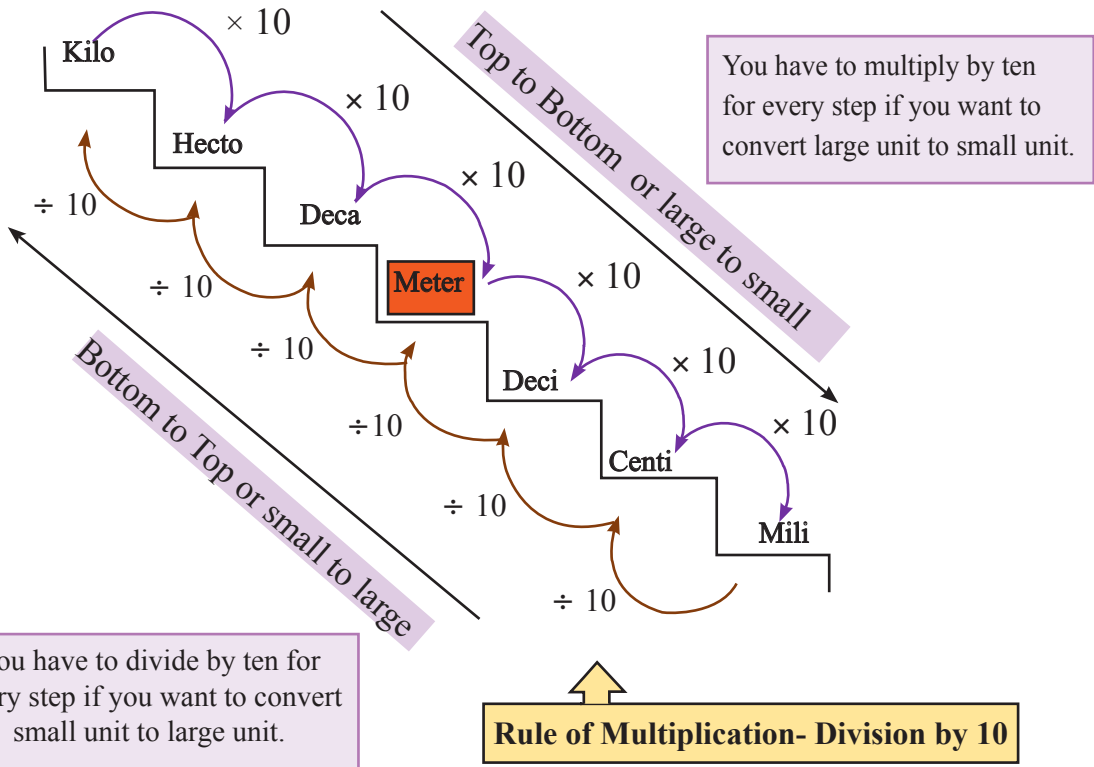 Kilo
× 10
Hecto
× 10
Deca
× 10
Meter
× 10
Deci
× 10
Centi
× 10
Mili
Top to Bottom or large to small
You have to multiply by ten
for every step if you want to
convert large unit to small unit.
÷ 10
÷ 10
÷ 10
÷10
÷ 10
÷ 10
Bottom to Top or small to large
ou have to divide by ten for
ry step if you want to convert
small unit to large unit.
Rule of Multiplication- Division by 10